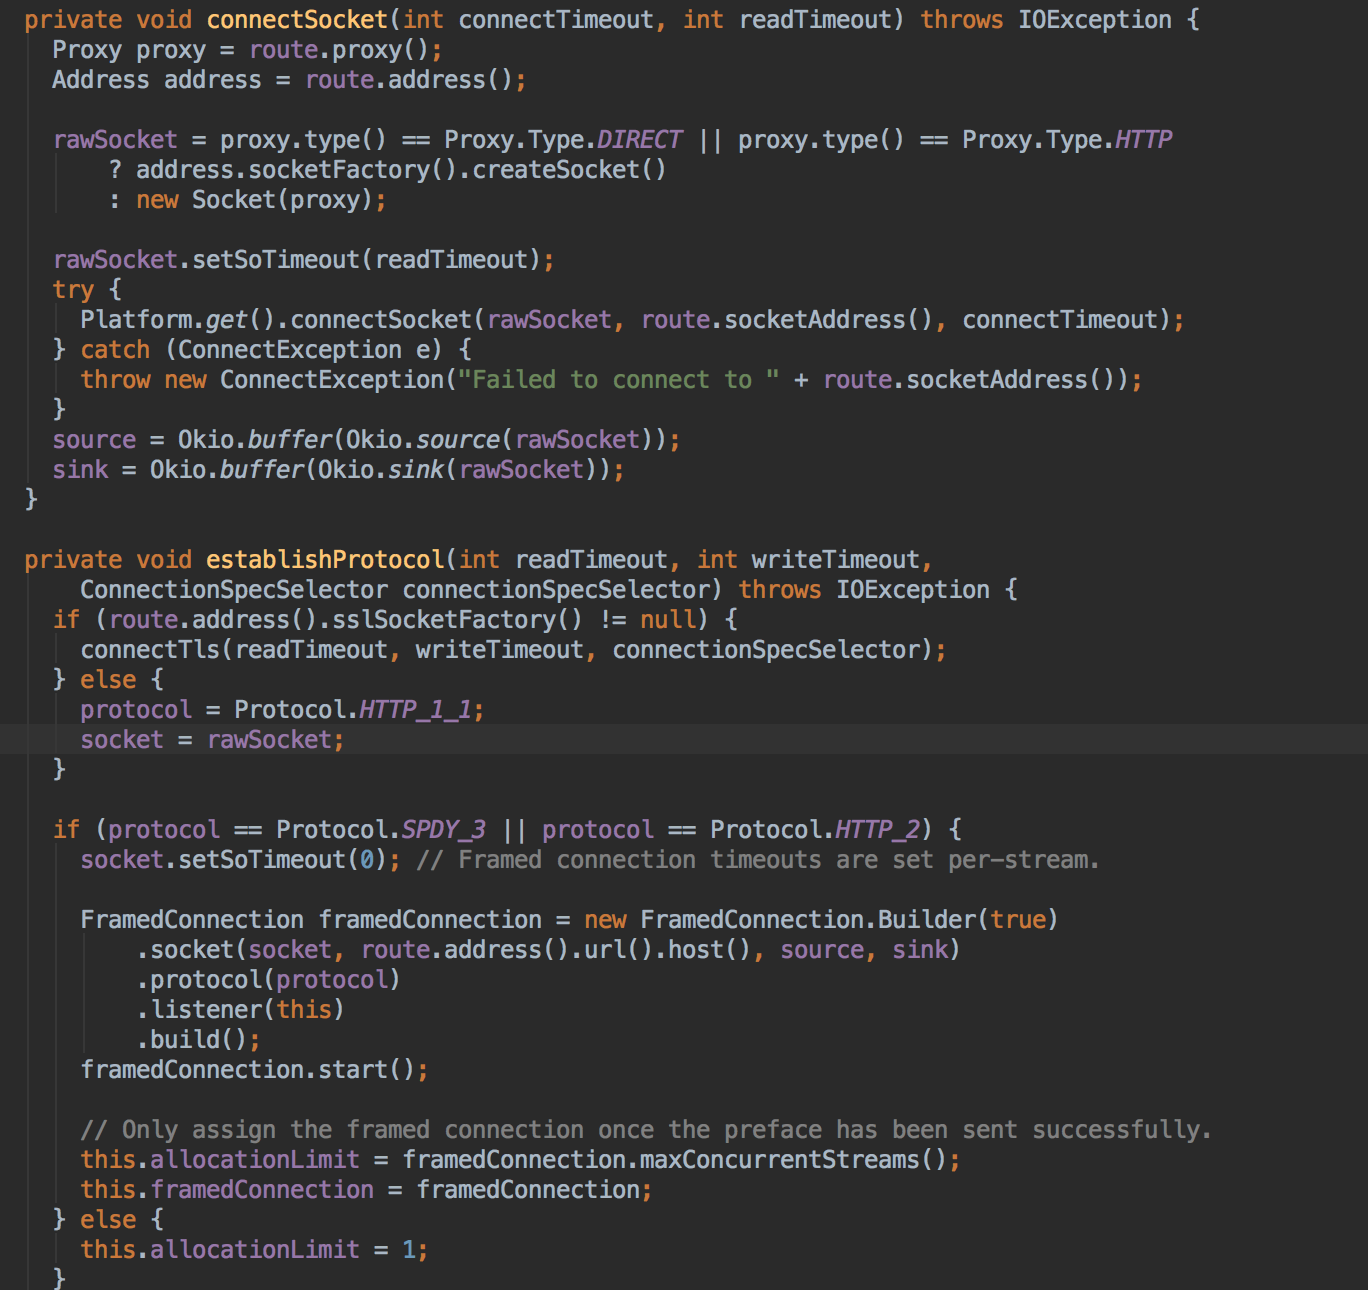 private void connectSocket(int connectTimeout, int readTimeout) throws IOException {
Proxy proxy = route.proxy();
Address address = route.address();
rawSocket = proxy.type() == Proxy.Type.DIRECT || proxy.type() == Proxy.Type.HTTP
? address.socketFactory().createSocket()
: new Socket(proxy);
rawSocket.setSoTimeout(readTimeout);
try {
Platform.get().connectSocket(rawSocket, route.socketAddress(), connectTimeout);
} catch (ConnectException e) {
throw new ConnectException("Failed to connect to " + route.socketAddress());
}
source = Okio.buffer(Okio.source(rawSocket));
sink = Okio.buffer(Okio.sink(rawSocket));
}
private void establishProtocol(int readTimeout, int writeTimeout,
ConnectionSpecSelector connectionSpecSelector) throws IOException {
if (route.address().sslSocketFactory() != null) {
connectTls(readTimeout, writeTimeout, connectionSpecSelector);
} else {
protocol = Protocol.HTTP_1_1;
socket = rawSocket;
}
if (protocol == Protocol.SPDY_3 || protocol == Protocol.HTTP_2) {
socket.setSoTimeout(0); // Framed connection timeouts are set per-stream.
FramedConnection framedConnection = new FramedConnection.Builder(true)
.socket(socket, route.address().url().host(), source, sink)
.protocol(protocol)
.listener(this)
.build();
framedConnection.start();
// Only assign the framed connection once the preface has been sent successfully.
this.allocationLimit = framedConnection.maxConcurrentStreams();
this.framedConnection = framedConnection;
} else {
this.allocationLimit = 1;
}